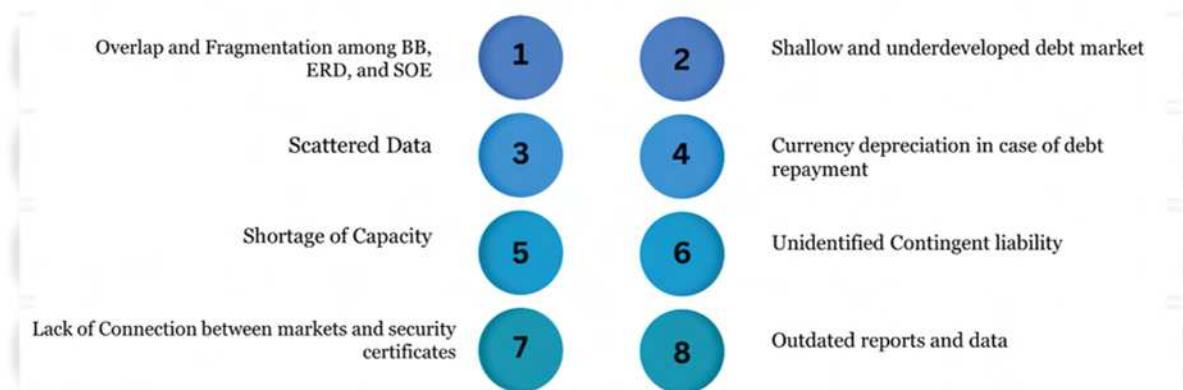 Overlap and Fragmentation among BB,
ERD, and SOE
1
2
Shallow and underdeveloped debt market
Scattered Data
3
4
Currency depreciation in case of debt
repayment
Shortage of Capacity
5
6
Unidentified Contingent liability
Lack of Connection between markets and security
certificates
7
8
Outdated reports and data